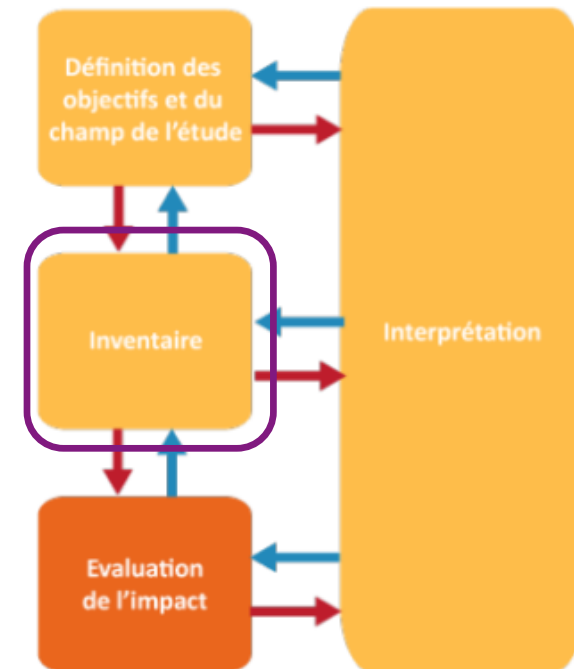 Définition des
objectifs et du
champ de l'étude
Inventaire
Interprétation
Evaluation
de l'impact